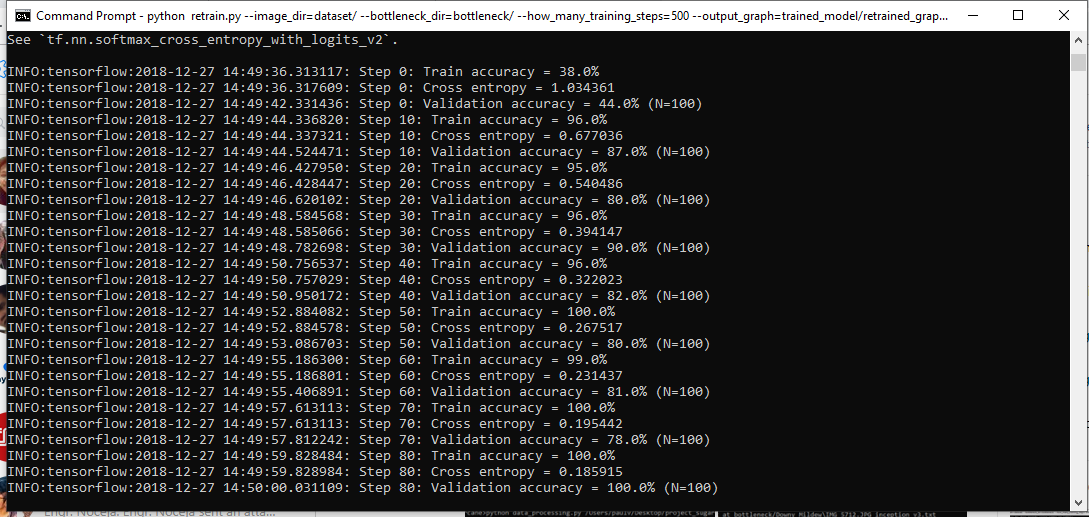 Command Prompt - python  retrain.py --image_dir=dataset/ --bottleneck_dir=bottleneck/ --how_many_training_steps=500 --output_graph=trained_model/retrained_grap...
See `tf.nn.softmax_cross_entropy_with_logits_v2`.
INFO:tensorflow:2018-12-27 14:49:36.313117: Step 0: Train accuracy = 38.0%
INFO:tensorflow:2018-12-27 14:49:36.317609: Step 0: Cross entropy = 1.034361
INFO:tensorflow:2018-12-27 14:49:42.331436: Step 0: Validation accuracy = 44.0% (N=100)
INFO:tensorflow:2018-12-27 14:49:44.336820: Step 10: Train accuracy = 96.0%
INFO:tensorflow:2018-12-27 14:49:44.337321: Step 10: Cross entropy = 0.677036
INFO:tensorflow:2018-12-27 14:49:44.524471: Step 10: Validation accuracy = 87.0% (N=100)
INFO:tensorflow:2018-12-27 14:49:46.427950: Step 20: Train accuracy = 95.0%
INFO:tensorflow:2018-12-27 14:49:46.428447: Step 20: Cross entropy = 0.540486
INFO:tensorflow:2018-12-27 14:49:46.620102: Step 20: Validation accuracy = 80.0% (N=100)
INFO:tensorflow:2018-12-27 14:49:48.584568: Step 30: Train accuracy = 96.0%
INFO:tensorflow:2018-12-27 14:49:48.585066: Step 30: Cross entropy = 0.394147
INFO:tensorflow:2018-12-27 14:49:48.782698: Step 30: Validation accuracy = 90.0% (N=100)
INFO:tensorflow:2018-12-27 14:49:50.756537: Step 40: Train accuracy = 96.0%
INFO:tensorflow:2018-12-27 14:49:50.757029: Step 40: Cross entropy = 0.322023
INFO:tensorflow:2018-12-27 14:49:50.950172: Step 40: Validation accuracy = 82.0% (N=100)
INFO:tensorflow:2018-12-27 14:49:52.884082: Step 50: Train accuracy = 100.0%
INFO:tensorflow:2018-12-27 14:49:52.884578: Step 50: Cross entropy = 0.267517
INFO:tensorflow:2018-12-27 14:49:53.086703: Step 50: Validation accuracy = 80.0% (N=100)
INFO:tensorflow:2018-12-27 14:49:55.186300: Step 60: Train accuracy = 99.0%
INFO:tensorflow:2018-12-27 14:49:55.186801: Step 60: Cross entropy = 0.231437
INFO:tensorflow:2018-12-27 14:49:55.406891: Step 60: Validation accuracy = 81.0% (N=100)
INFO:tensorflow:2018-12-27 14:49:57.613113: Step 70: Train accuracy = 100.0%
INFO:tensorflow:2018-12-27 14:49:57.613113: Step 70: Cross entropy = 0.195442
INFO:tensorflow:2018-12-27 14:49:57.812242: Step 70: Validation accuracy = 78.0% (N=100)
INFO:tensorflow:2018-12-27 14:49:59.828484: Step 80: Train accuracy = 100.0%
INFO:tensorflow:2018-12-27 14:49:59.828984: Step 80: Cross entropy = 0.185915
INFO:tensorflow:2018-12-27 14:50:00.031109: Step 80: Validation accuracy = 100.0% (N=100)